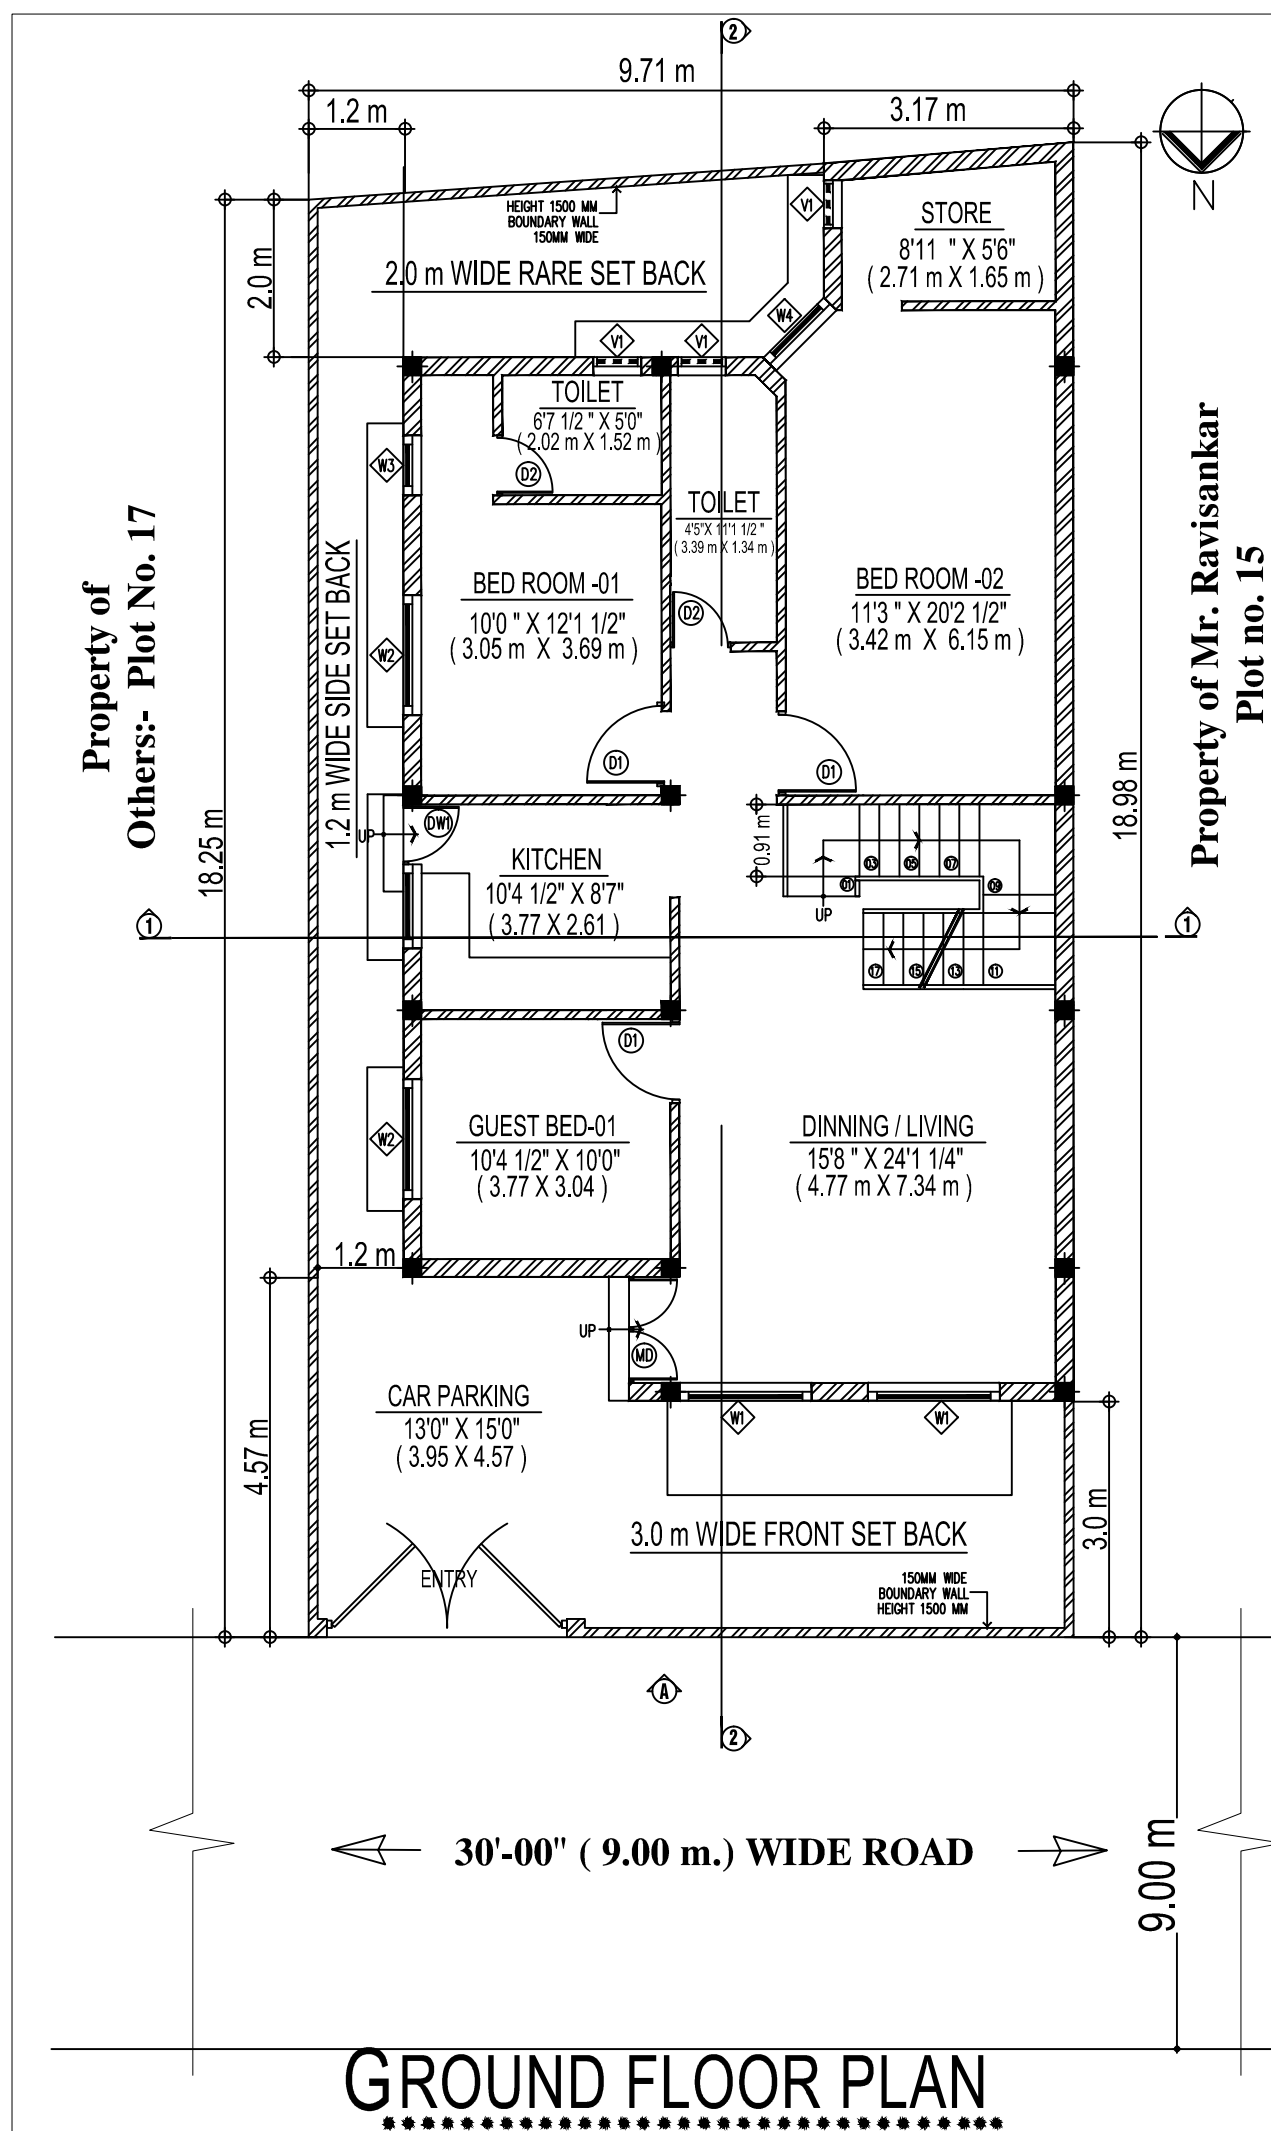 2
9.71 m
1.2 m
3.17 m
N
HEIGHT 1500 MM
BOUNDARY WALL
150MM WIDE
V1
STORE
8'11 " X 5'6"
( 2.71 m X 1.65 m )
2.0 m
2.0 m WIDE RARE SET BACK
W4
V1
V1
TOILET
6'7 1/2 " X 5'0"
( 2.02 m X 1.52 m )
W3
D2
TOILET
4'5"X 11'1 1/2 "
( 3.39 m X 1.34 m )
Property of
Others:- Plot No. 17
1.2 m WIDE SIDE SET BACK
BED ROOM -01
10'0 " X 12'1 1/2"
( 3.05 m X 3.69 m )
D2
BED ROOM -02
11'3 " X 20'2 1/2"
( 3.42 m X 6.15 m )
Property of Mr. Ravisankar
Plot no. 15
W2
D1
D1
18.25 m
18.98 m
UP
DW1
0.91 m
KITCHEN
10'4 1/2" X 8'7"
( 3.77 X 2.61 )
03
05
07
01
09
UP
1
1
17
15
13
11
D1
W2
GUEST BED-01
10'4 1/2" X 10'0"
( 3.77 X 3.04 )
DINNING / LIVING
15'8 " X 24'1 1/4"
( 4.77 m X 7.34 m )
1.2 m
UP
MD
CAR PARKING
13'0" X 15'0"
( 3.95 X 4.57 )
W1
W1
4.57 m
3.0 m
3.0 m WIDE FRONT SET BACK
ENTRY
150MM WIDE
BOUNDARY WALL
HEIGHT 1500 MM
A
2
30'-00" ( 9.00 m.) WIDE ROAD
9.00 m
GROUND FLOOR PLAN